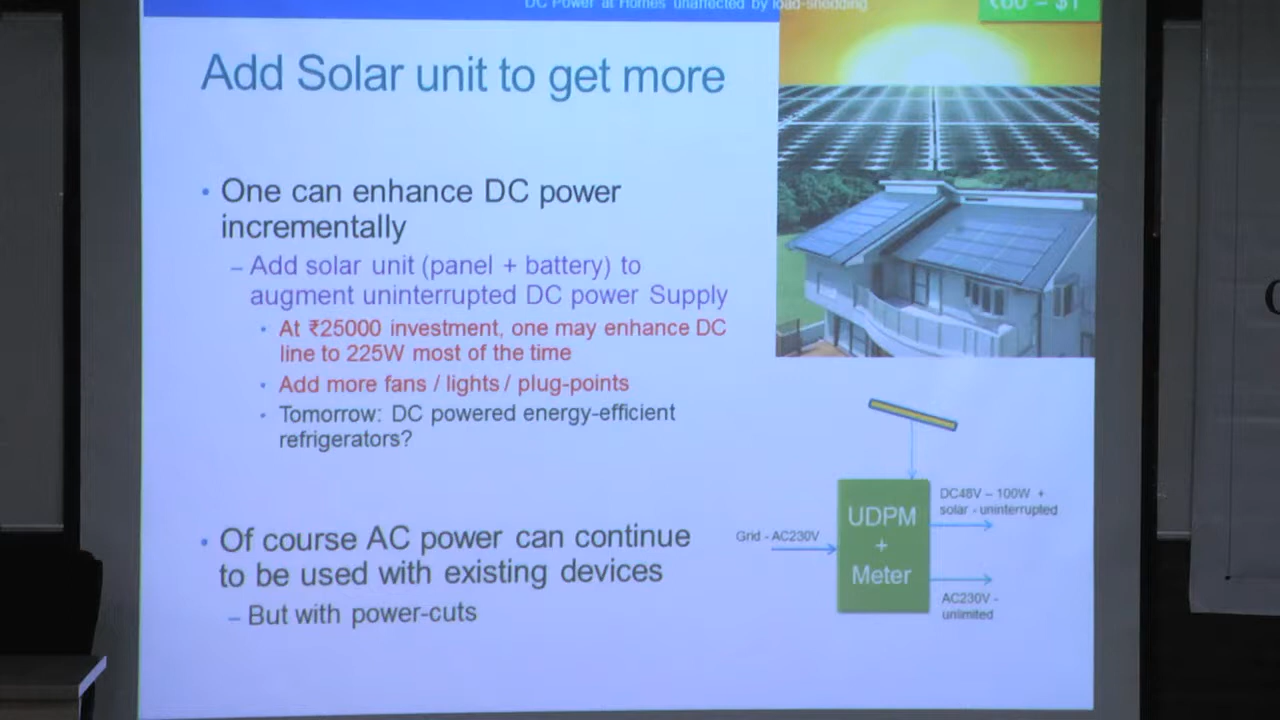 DC Power at Homes unaffected by load-shedding
₹60 = $1
Add Solar unit to get more
• One can enhance DC power
incrementally
– Add solar unit (panel + battery) to
augment uninterrupted DC power Supply
• At ₹25000 investment, one may enhance DC
line to 225W most of the time
• Add more fans / lights / plug-points
• Tomorrow: DC powered energy-efficient
refrigerators?
• Of course AC power can continue
to be used with existing devices
– But with power-cuts
Grid - AC230V
UDPM
+
Meter
DC48V – 100W +
solar - uninterrupted
AC230V -
unlimited